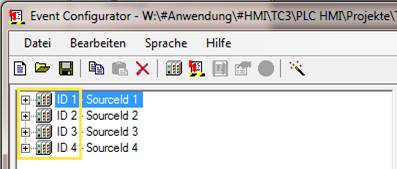 Event Configurator - W:\#Anwendung\#HMI\TC3\PLC HMI\Projekte\
Datei Bearbeiten Sprache Hilfe
ID 1 - SourceId 1
ID 2 - SourceId 2
ID 3 - SourceId 3
ID 4 - SourceId 4